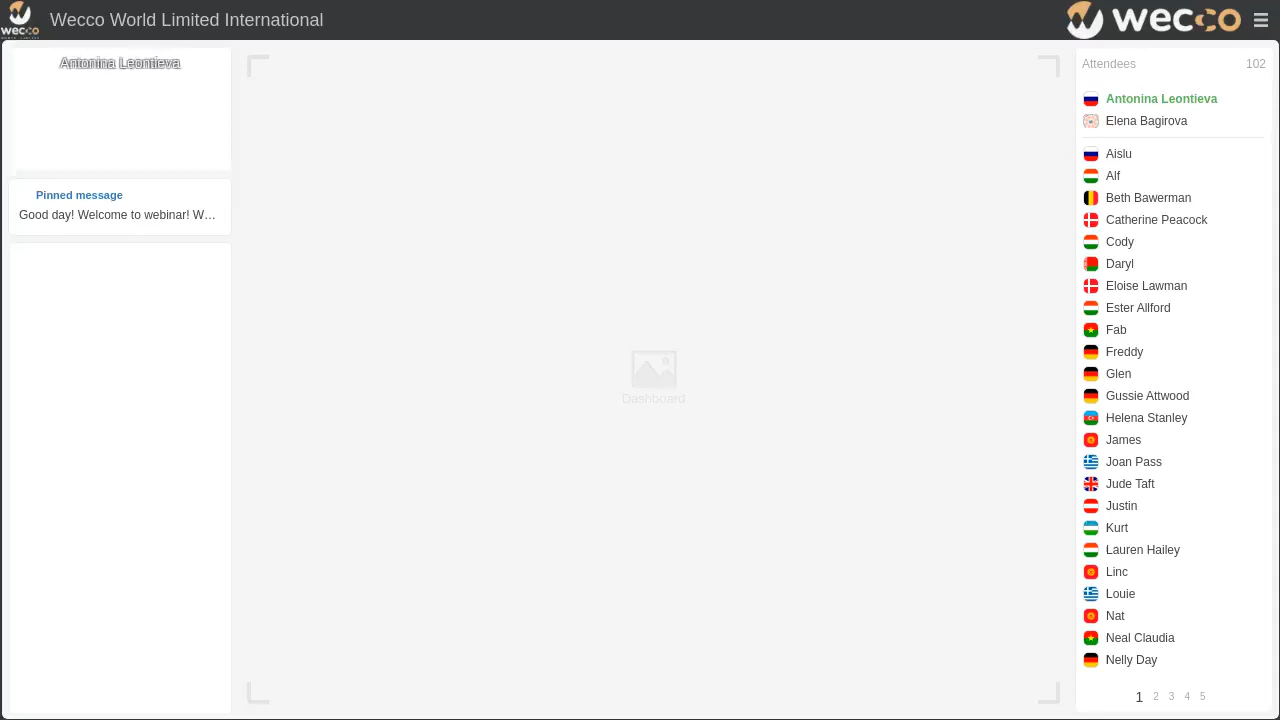 wecco
Wecco World Limited International
wecco
Antonina Leontieva
Pinned message
Good day! Welcome to webinar! W…
Dashboard
Attendees 102
Antonina Leontieva
Elena Bagirova
Aislu
Alf
Beth Bawerman
Catherine Peacock
Cody
Daryl
Eloise Lawman
Ester Allford
Fab
Freddy
Glen
Gussie Attwood
Helena Stanley
James
Joan Pass
Jude Taft
Justin
Kurt
Lauren Hailey
Linc
Louie
Nat
Neal Claudia
Nelly Day
1 2 3 4 5